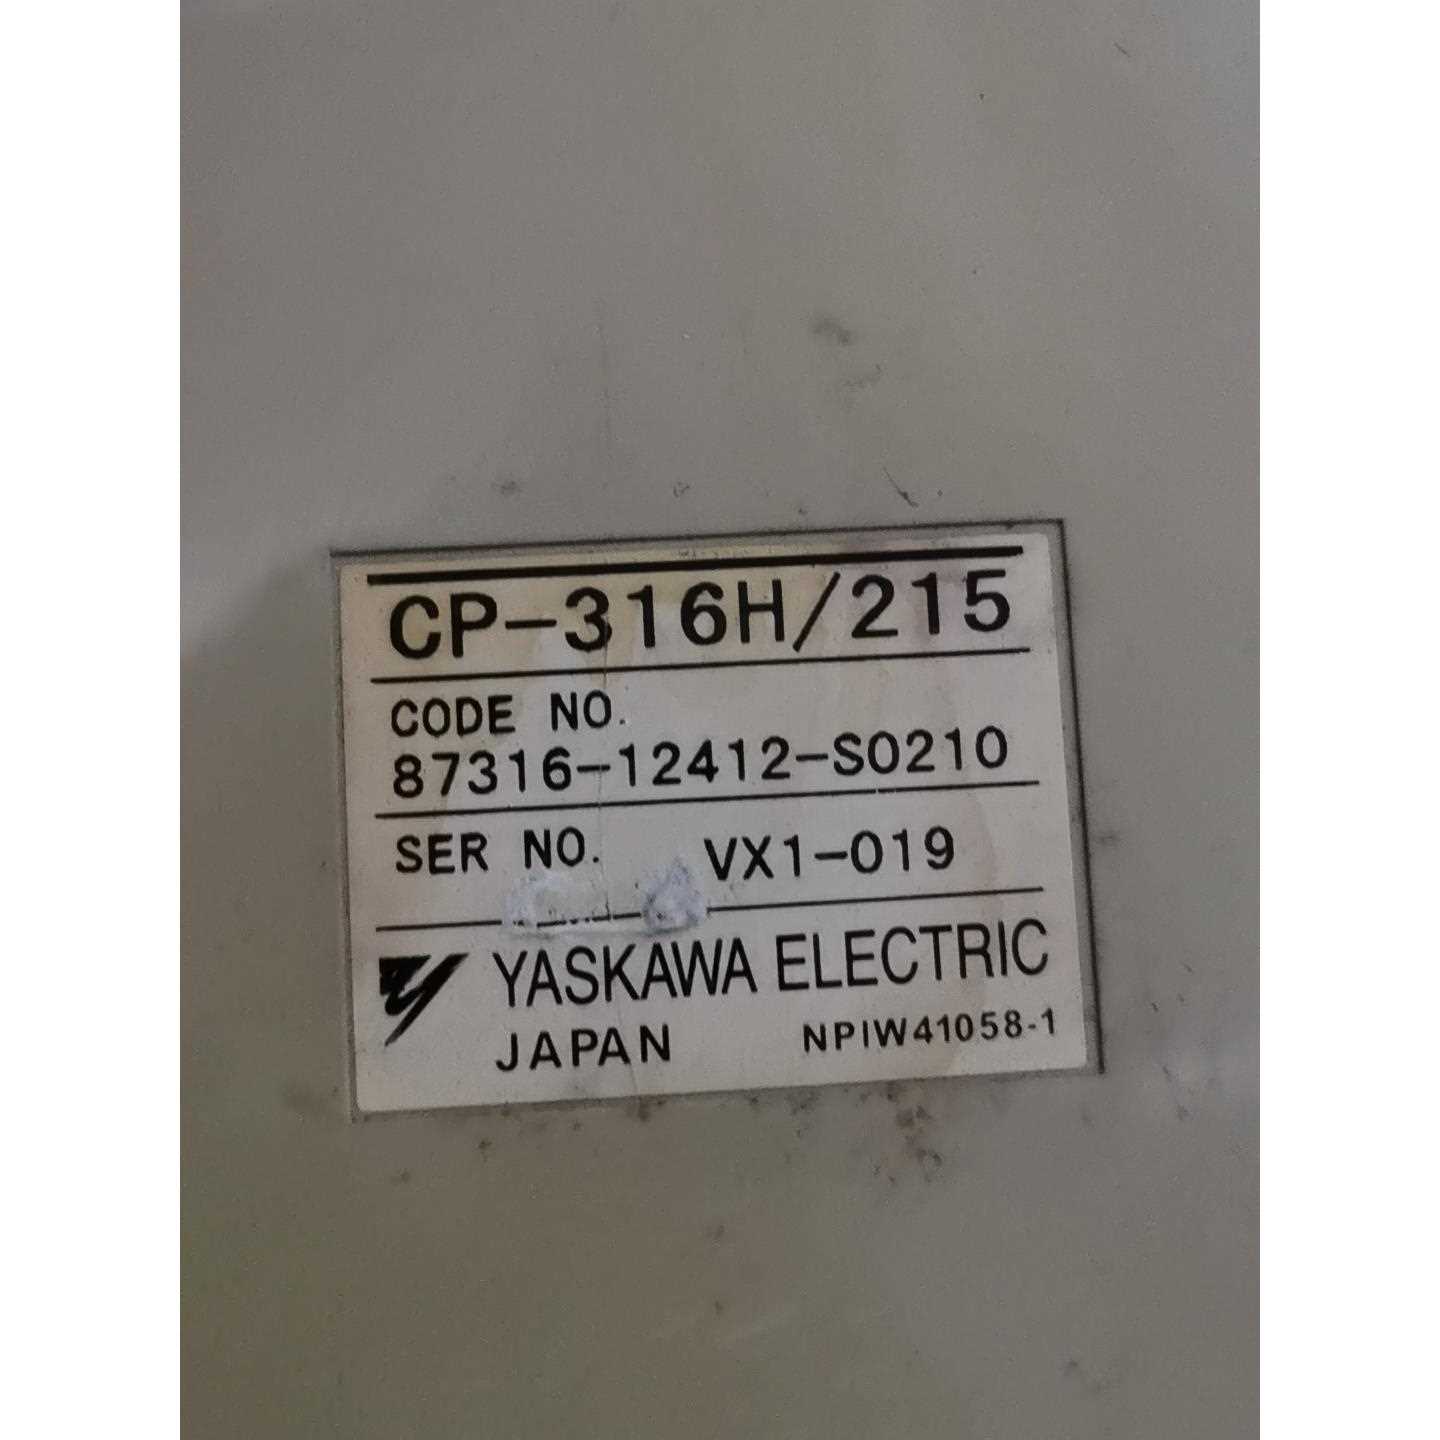 CP-316H/215
CODE NO.
87316-12412-S0210
SER NO. VX1-019
YASKAWA ELECTRIC
JAPAN NPIW41058-1